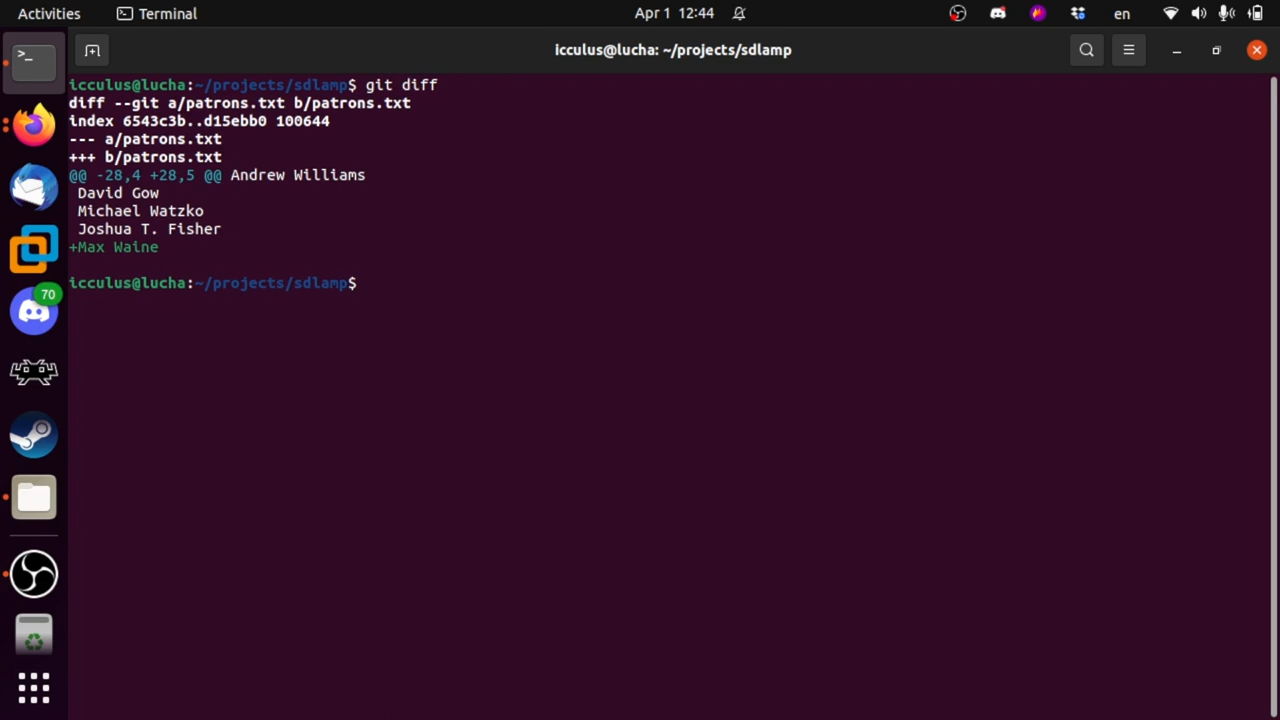 Activities
Terminal
Apr 1 12:44
en
icculus@lucha: ~/projects/sdlamp
icculus@lucha:~/projects/sdlamp$ git diff
diff --git a/patrons.txt b/patrons.txt
index 6543c3b..d15ebb0 100644
--- a/patrons.txt
+++ b/patrons.txt
@@ -28,4 +28,5 @@ Andrew Williams
 David Gow
 Michael Watzko
 Joshua T. Fisher
+Max Waine
icculus@lucha:~/projects/sdlamp$
>_
70